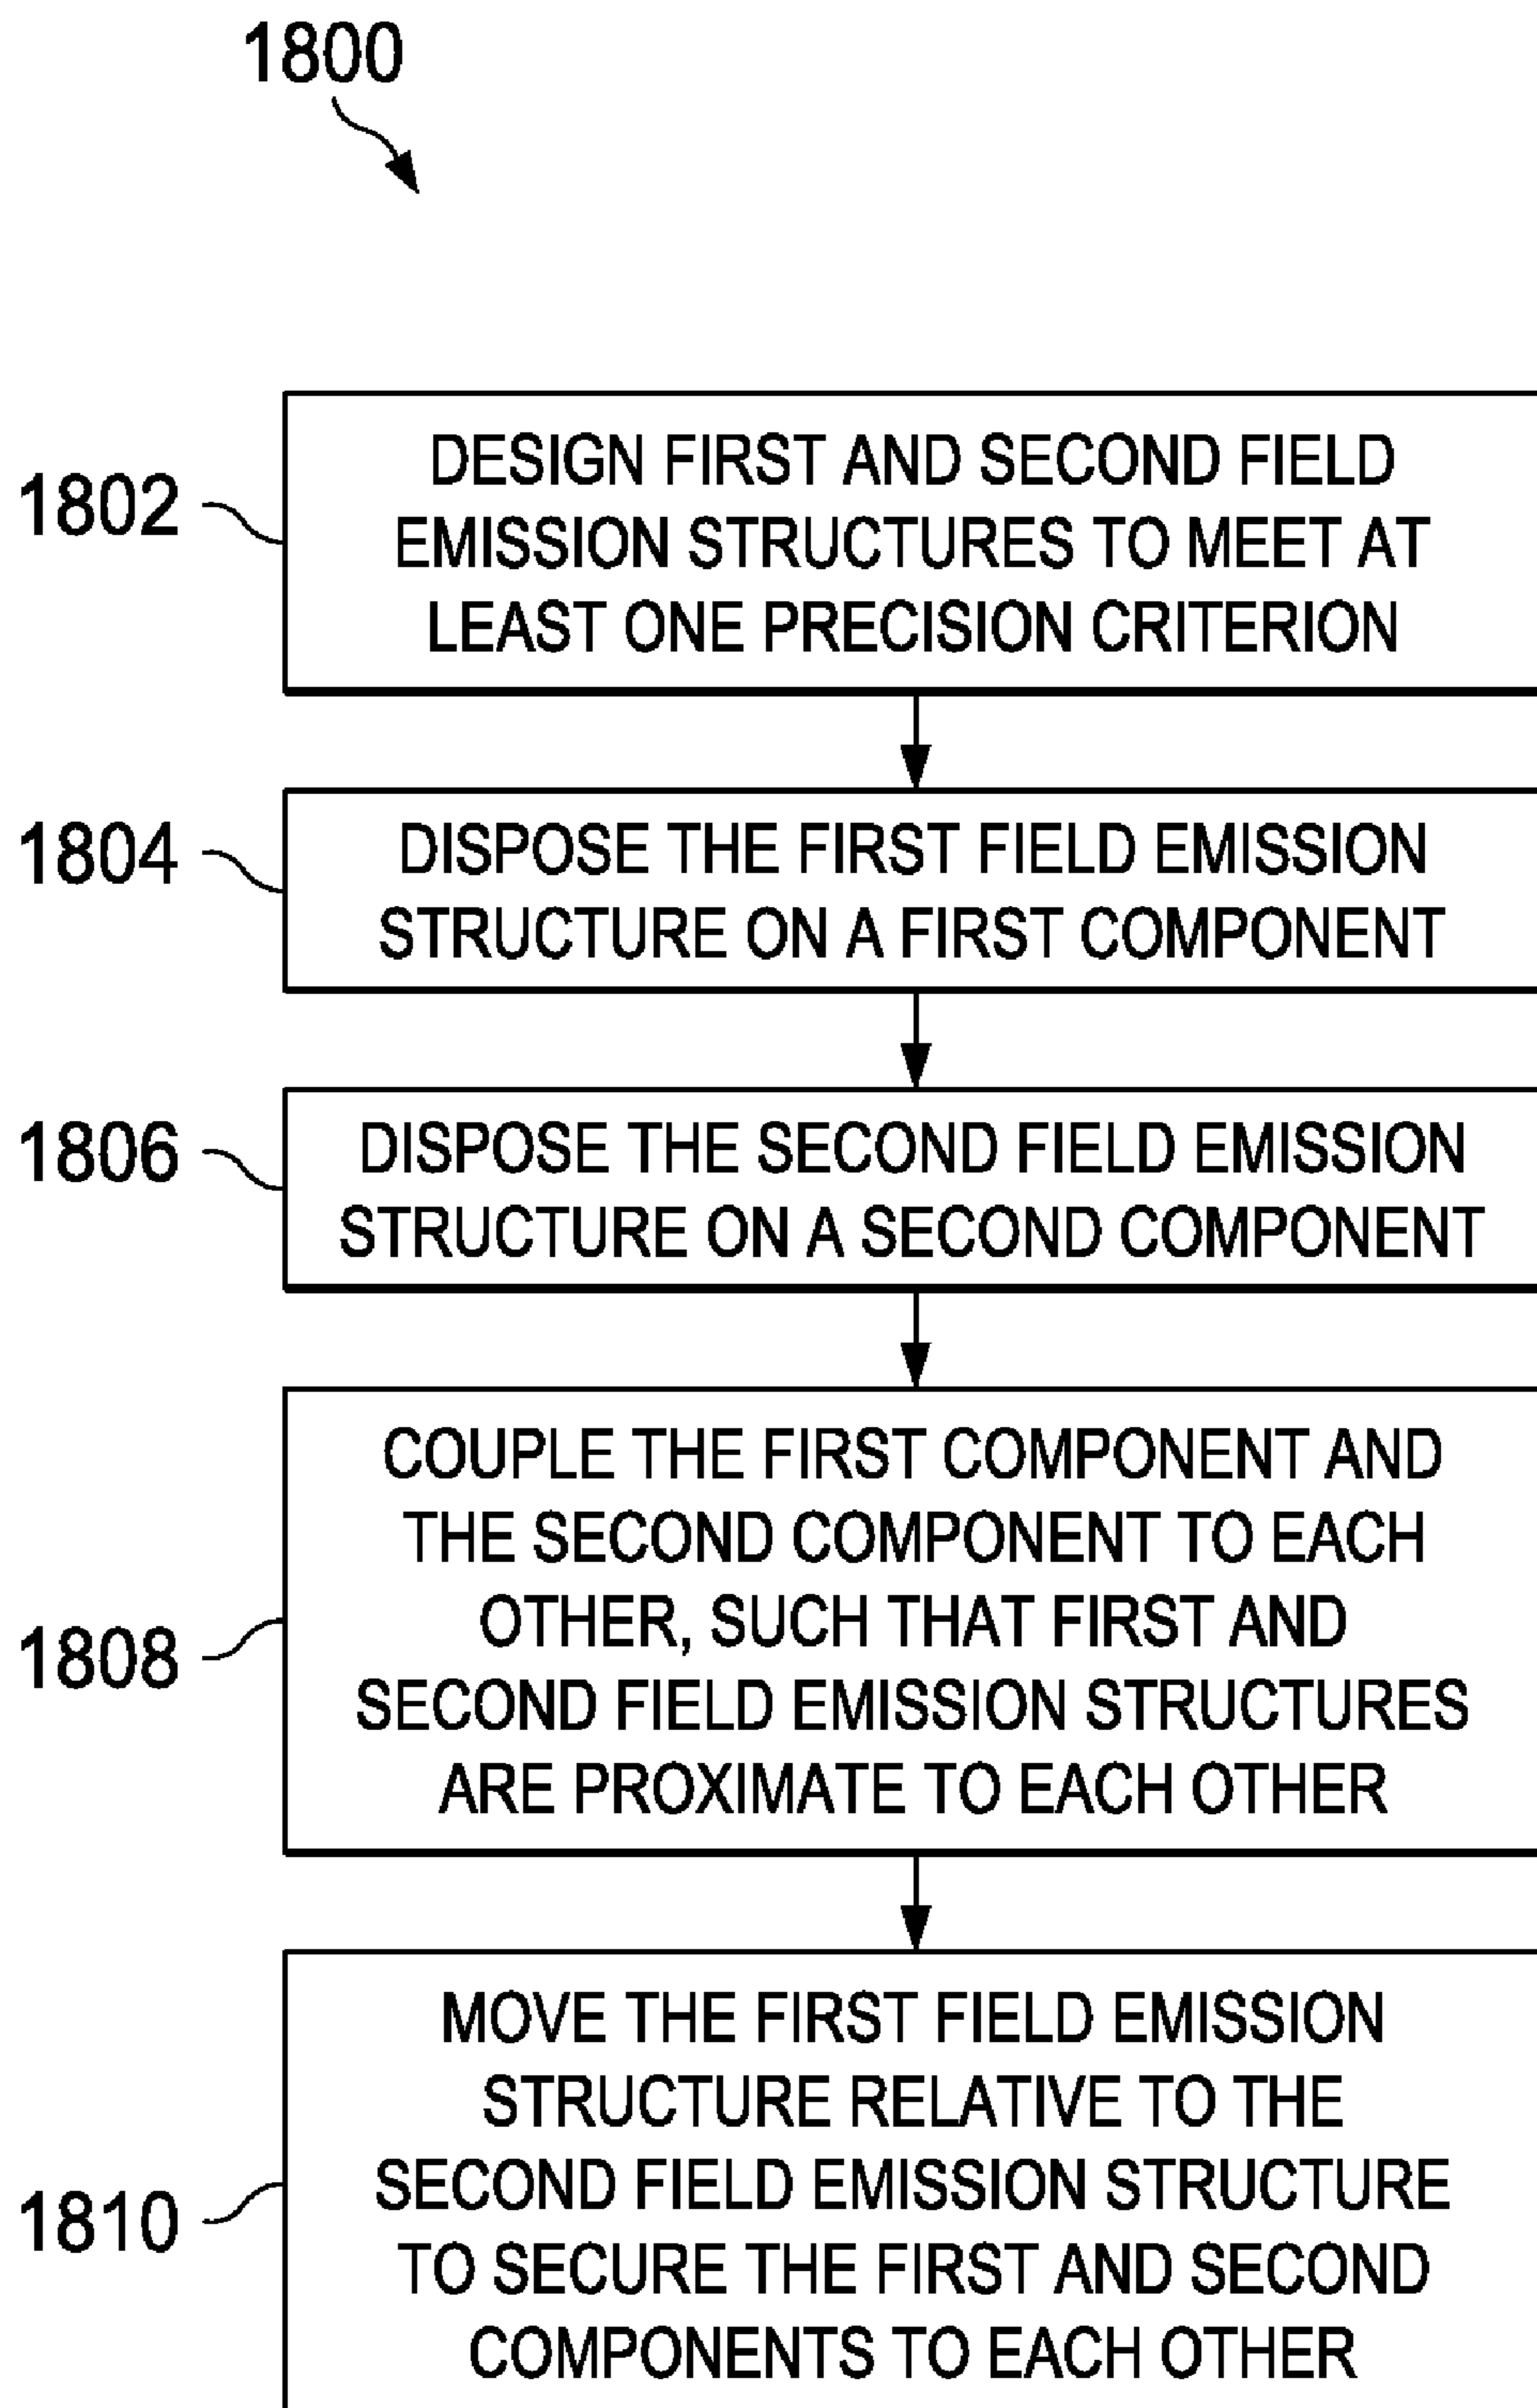 1800
1802
DESIGN FIRST AND SECOND FIELD
EMISSION STRUCTURES TO MEET AT
LEAST ONE PRECISION CRITERION
1804
DISPOSE THE FIRST FIELD EMISSION
STRUCTURE ON A FIRST COMPONENT
1806
DISPOSE THE SECOND FIELD EMISSION
STRUCTURE ON A SECOND COMPONENT
1808
COUPLE THE FIRST COMPONENT AND
THE SECOND COMPONENT TO EACH
OTHER, SUCH THAT FIRST AND
SECOND FIELD EMISSION STRUCTURES
ARE PROXIMATE TO EACH OTHER
1810
MOVE THE FIRST FIELD EMISSION
STRUCTURE RELATIVE TO THE
SECOND FIELD EMISSION STRUCTURE
TO SECURE THE FIRST AND SECOND
COMPONENTS TO EACH OTHER